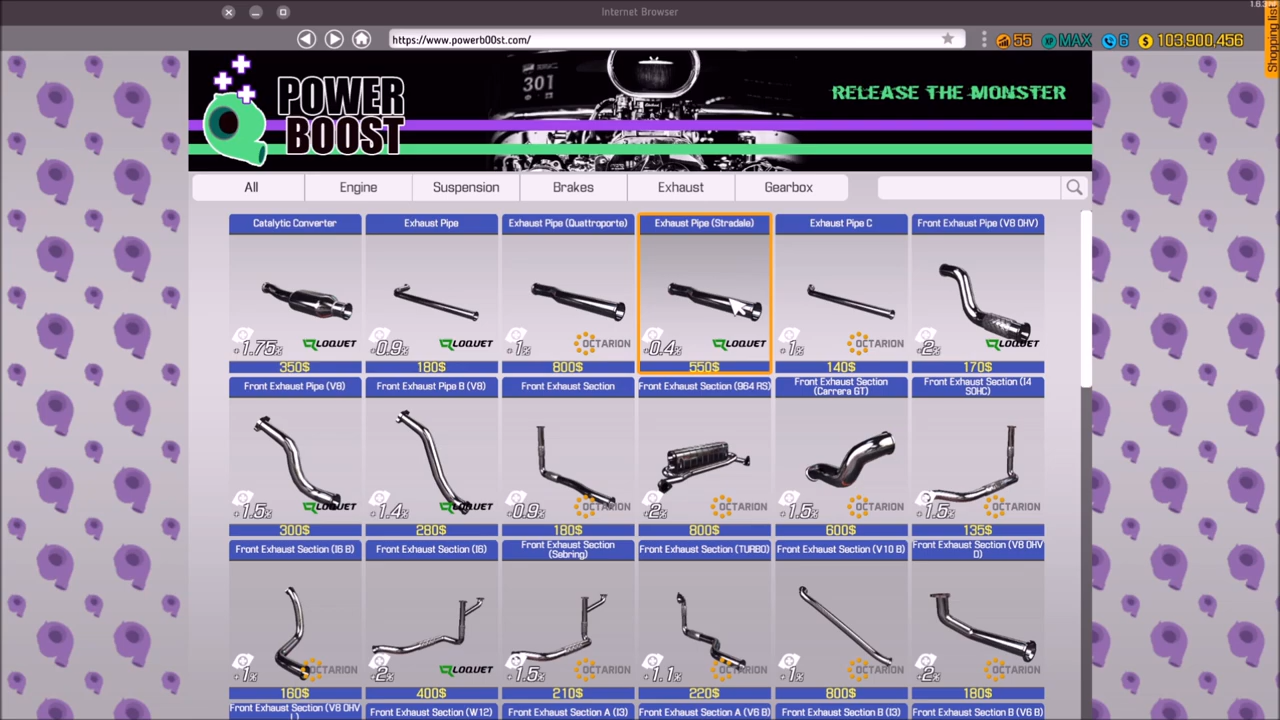 1.6.3
Internet Browser
Shopping list
https://www.powerb00st.com/
55 XP MAX 6 $ 103,900,456
301
POWER
BOOST
RELEASE THE MONSTER
All Engine Suspension Brakes Exhaust Gearbox
Catalytic Converter
+1.75%
LOQUET
350$
Exhaust Pipe
+0.9%
LOQUET
180$
Exhaust Pipe (Quattroporte)
+1%
OCTARION
800$
Exhaust Pipe (Stradale)
+0.4%
LOQUET
550$
Exhaust Pipe C
+1%
OCTARION
140$
Front Exhaust Pipe (V8 OHV)
+2%
LOQUET
170$
Front Exhaust Pipe (V8)
+1.5%
LOQUET
300$
Front Exhaust Pipe B (V8)
+1.4%
LOQUET
280$
Front Exhaust Section
+0.9%
OCTARION
180$
Front Exhaust Section (964 RS)
+2%
OCTARION
800$
Front Exhaust Section
(Carrera GT)
+1.5%
OCTARION
600$
Front Exhaust Section (I4
SOHC)
+1.5%
OCTARION
135$
Front Exhaust Section (I6 B)
+1%
OCTARION
160$
Front Exhaust Section (I6)
+2%
LOQUET
400$
Front Exhaust Section
(Sebring)
+1.5%
OCTARION
210$
Front Exhaust Section (TURBO)
+1.1%
OCTARION
220$
Front Exhaust Section (V10 B)
+1%
OCTARION
800$
Front Exhaust Section (V8 OHV
D)
+2%
OCTARION
180$
Front Exhaust Section (V8 OHV
Front Exhaust Section (W12)
Front Exhaust Section A (I3)
Front Exhaust Section A (V6 B)
Front Exhaust Section B (I3)
Front Exhaust Section B (V6 B)